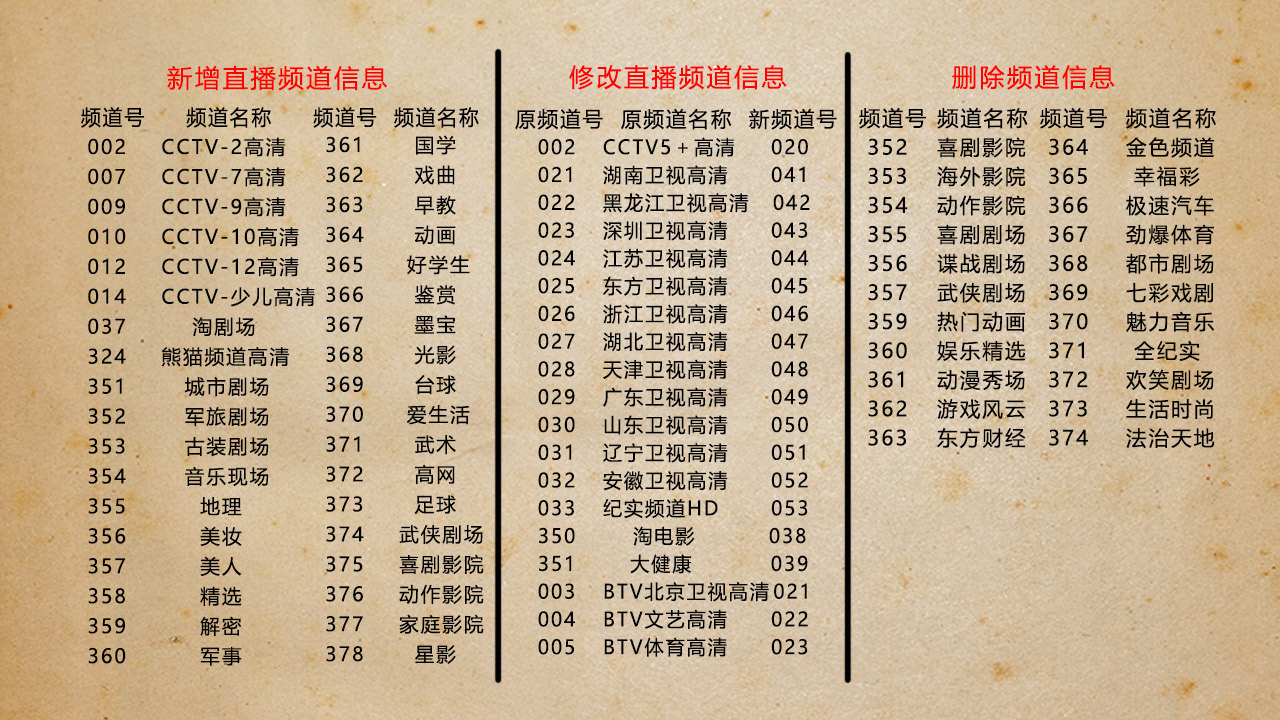 新增直播频道信息
频道号 频道名称 频道号 频道名称
002 CCTV-2高清 361 国学
007 CCTV-7高清 362 戏曲
009 CCTV-9高清 363 早教
010 CCTV-10高清 364 动画
012 CCTV-12高清 365 好学生
014 CCTV-少儿高清 366 鉴赏
037 淘剧场 367 墨宝
324 熊猫频道高清 368 光影
351 城市剧场 369 台球
352 军旅剧场 370 爱生活
353 古装剧场 371 武术
354 音乐现场 372 高网
355 地理 373 足球
356 美妆 374 武侠剧场
357 美人 375 喜剧影院
358 精选 376 动作影院
359 解密 377 家庭影院
360 军事 378 星影
修改直播频道信息
原频道号 原频道名称 新频道号
002 CCTV5+高清 020
021 湖南卫视高清 041
022 黑龙江卫视高清 042
023 深圳卫视高清 043
024 江苏卫视高清 044
025 东方卫视高清 045
026 浙江卫视高清 046
027 湖北卫视高清 047
028 天津卫视高清 048
029 广东卫视高清 049
030 山东卫视高清 050
031 辽宁卫视高清 051
032 安徽卫视高清 052
033 纪实频道HD 053
350 淘电影 038
351 大健康 039
003 BTV北京卫视高清 021
004 BTV文艺高清 022
005 BTV体育高清 023
删除频道信息
频道号 频道名称 频道号 频道名称
352 喜剧影院 364 金色频道
353 海外影院 365 幸福彩
354 动作影院 366 极速汽车
355 喜剧剧场 367 劲爆体育
356 谍战剧场 368 都市剧场
357 武侠剧场 369 七彩戏剧
359 热门动画 370 魅力音乐
360 娱乐精选 371 全纪实
361 动漫秀场 372 欢笑剧场
362 游戏风云 373 生活时尚
363 东方财经 374 法治天地